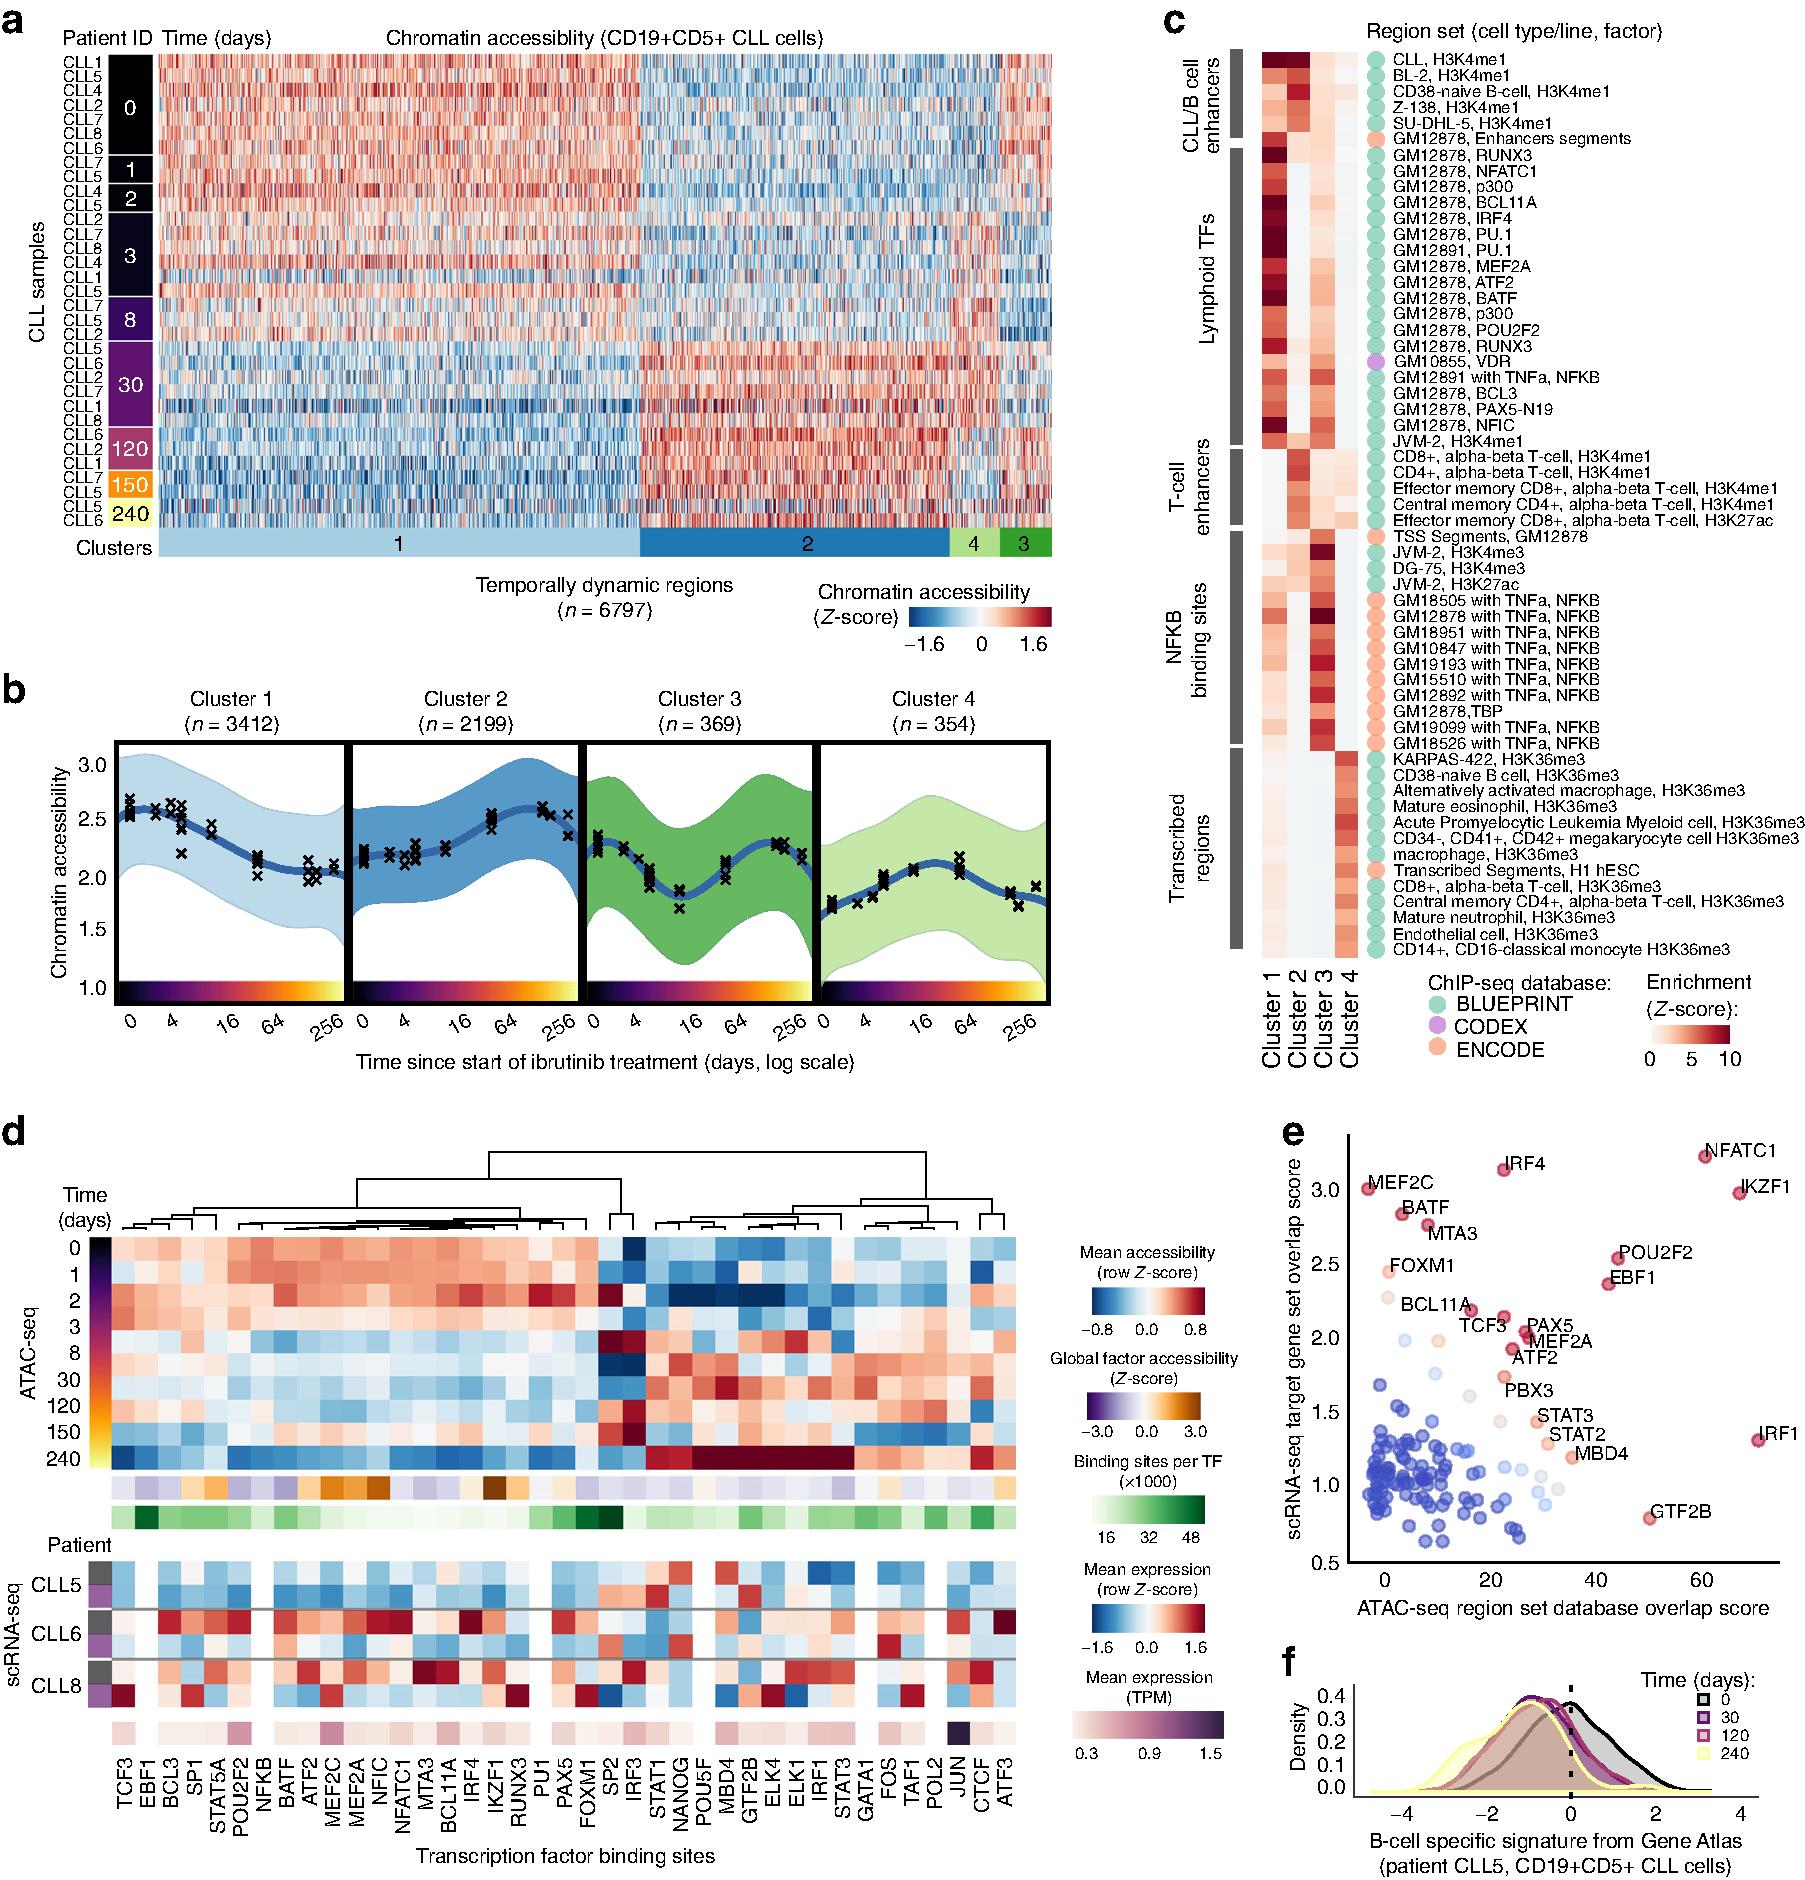 a
Patient ID
Time (days)
Chromatin accessiblity (CD19+CD5+ CLL cells)
CLL samples
CLL1
CLL5
CLL4
CLL2
CLL7
CLL8
CLL6
CLL7
CLL5
CLL4
CLL5
CLL2
CLL7
CLL8
CLL4
CLL1
CLL5
CLL7
CLL5
CLL2
CLL5
CLL6
CLL2
CLL7
CLL1
CLL8
CLL6
CLL2
CLL1
CLL7
CLL5
CLL5
CLL6
0
1
2
3
8
30
120
150
240
Clusters
1
2
4
3
Temporally dynamic regions
(n = 6797)
Chromatin accessibility
(Z-score)
−1.6 0 1.6
b
Cluster 1
(n = 3412)
Cluster 2
(n = 2199)
Cluster 3
(n = 369)
Cluster 4
(n = 354)
Chromatin accessibility
3.0
2.5
2.0
1.5
1.0
0 4 16 64 256
0 4 16 64 256
0 4 16 64 256
0 4 16 64 256
Time since start of ibrutinib treatment (days, log scale)
c
Region set (cell type/line, factor)
CLL/B cell
enhancers
Lymphoid TFs
T-cell
enhancers
NFKB
binding sites
Transcribed
regions
CLL, H3K4me1
BL-2, H3K4me1
CD38-naive B-cell, H3K4me1
Z-138, H3K4me1
SU-DHL-5, H3K4me1
GM12878, Enhancers segments
GM12878, RUNX3
GM12878, NFATC1
GM12878, p300
GM12878, BCL11A
GM12878, IRF4
GM12878, PU.1
GM12891, PU.1
GM12878, MEF2A
GM12878, ATF2
GM12878, BATF
GM12878, p300
GM12878, POU2F2
GM12878, RUNX3
GM10855, VDR
GM12891 with TNFa, NFKB
GM12878, BCL3
GM12878, PAX5-N19
GM12878, NFIC
JVM-2, H3K4me1
CD8+, alpha-beta T-cell, H3K4me1
CD4+, alpha-beta T-cell, H3K4me1
Effector memory CD8+, alpha-beta T-cell, H3K4me1
Central memory CD4+, alpha-beta T-cell, H3K4me1
Effector memory CD8+, alpha-beta T-cell, H3K27ac
TSS Segments, GM12878
JVM-2, H3K4me3
DG-75, H3K4me3
JVM-2, H3K27ac
GM18505 with TNFa, NFKB
GM12878 with TNFa, NFKB
GM18951 with TNFa, NFKB
GM10847 with TNFa, NFKB
GM19193 with TNFa, NFKB
GM15510 with TNFa, NFKB
GM12892 with TNFa, NFKB
GM12878,TBP
GM19099 with TNFa, NFKB
GM18526 with TNFa, NFKB
KARPAS-422, H3K36me3
CD38-naive B cell, H3K36me3
Alternatively activated macrophage, H3K36me3
Mature eosinophil, H3K36me3
Acute Promyelocytic Leukemia Myeloid cell, H3K36me3
CD34-, CD41+, CD42+ megakaryocyte cell H3K36me3
macrophage, H3K36me3
Transcribed Segments, H1 hESC
CD8+, alpha-beta T-cell, H3K36me3
Central memory CD4+, alpha-beta T-cell, H3K36me3
Mature neutrophil, H3K36me3
Endothelial cell, H3K36me3
CD14+, CD16-classical monocyte H3K36me3
Cluster 1
Cluster 2
Cluster 3
Cluster 4
ChIP-seq database:
BLUEPRINT
CODEX
ENCODE
Enrichment
(Z-score):
0 5 10
d
Time
(days)
ATAC-seq
0
1
2
3
8
30
120
150
240
Patient
scRNA-seq
CLL5
CLL6
CLL8
TCF3
EBF1
BCL3
SP1
STAT5A
POU2F2
NFKB
BATF
ATF2
MEF2C
MEF2A
NFIC
NFATC1
MTA3
BCL11A
IRF4
IKZF1
RUNX3
PU1
PAX5
FOXM1
SP2
IRF3
STAT1
NANOG
POU5F
MBD4
GTF2B
ELK4
ELK1
IRF1
STAT3
GATA1
FOS
TAF1
POL2
JUN
CTCF
ATF3
Transcription factor binding sites
Mean accessibility
(row Z-score)
−0.8 0.0 0.8
Global factor accessibility
(Z-score)
−3.0 0.0 3.0
Binding sites per TF
(×1000)
16 32 48
Mean expression
(row Z-score)
−1.6 0.0 1.6
Mean expression
(TPM)
0.3 0.9 1.5
e
scRNA-seq target gene set overlap score
3.0
2.5
2.0
1.5
1.0
0.5
NFATC1
IRF4
MEF2C
IKZF1
BATF
MTA3
POU2F2
FOXM1
EBF1
BCL11A
TCF3
PAX5
MEF2A
ATF2
PBX3
STAT3
STAT2
IRF1
MBD4
GTF2B
0 20 40 60
ATAC-seq region set database overlap score
f
Density
0.4
0.3
0.2
0.1
0.0
Time (days):
0
30
120
240
−4 −2 0 2 4
B-cell specific signature from Gene Atlas
(patient CLL5, CD19+CD5+ CLL cells)